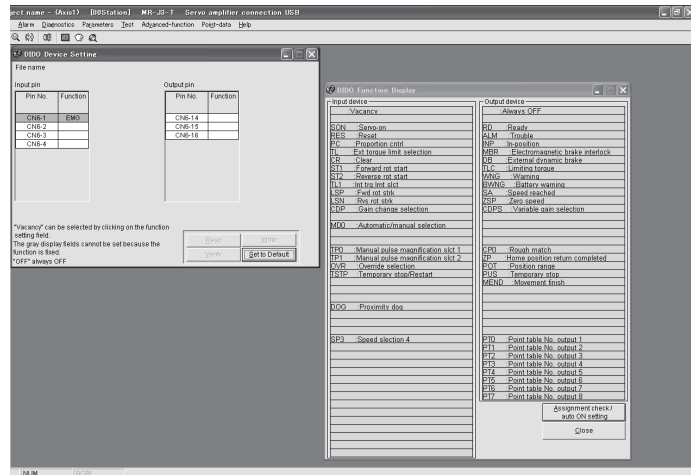 ject name - (Axis1) [00Station] MR-J3-T Servo amplifier connection USB
Alarm Diagnostics Parameters Test Advanced-function Point-data Help
DIDO Device Setting
File name
Input pin
Pin No. Function
CN6-1 EMG
CN6-2
CN6-3
CN6-4
Output pin
Pin No. Function
CN6-14
CN6-15
CN6-16
"Vacancy" can be selected by clicking on the function
setting field.
The gray display fields cannot be set because the
function is fixed.
"OFF" always OFF
Read Write
Verify Set to Default
DIDO Function Display
Input device
:Vacancy
SON :Servo-on
RES :Reset
PC :Proportion cntrl
TL :Ext torque limit selection
CR :Clear
ST1 :Forward rot start
ST2 :Reverse rot start
TL1 :Int trq lmt slct
LSP :Fwd rot strk
LSN :Rvs rot strk
CDP :Gain change selection
MD0 :Automatic/manual selection
TP0 :Manual pulse magnification slct 1
TP1 :Manual pulse magnification slct 2
OVR :Override selection
TSTP :Temporary stop/Restart
DOG :Proximity dog
SP3 :Speed slection 4
Output device
:Always OFF
RD :Ready
ALM :Trouble
INP :In-position
MBR :Electromagnetic brake interlock
DB :External dynamic brake
TLC :Limiting torque
WNG :Warning
BWNG :Battery warning
SA :Speed reached
ZSP :Zero speed
CDPS :Variable gain selection
CP0 :Rough match
ZP :Home position return completed
POT :Position range
PUS :Temporary stop
MEND :Movement finish
PT0 :Point table No. output 1
PT1 :Point table No. output 2
PT2 :Point table No. output 3
PT3 :Point table No. output 4
PT4 :Point table No. output 5
PT5 :Point table No. output 6
PT6 :Point table No. output 7
PT7 :Point table No. output 8
Assignment check /
auto ON setting
Close
NUM SCRL